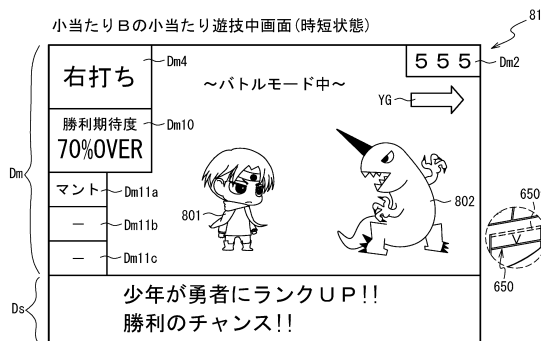 小当たりBの小当たり遊技中画面(時短状態)
81
右打ち
Dm4
～バトルモード中～
5 5 5
Dm2
YG
勝利期待度
70%OVER
Dm10
Dm
マント
Dm11a
－
Dm11b
－
Dm11c
801
802
650
V
650
Ds
少年が勇者にランクUP!!
勝利のチャンス!!